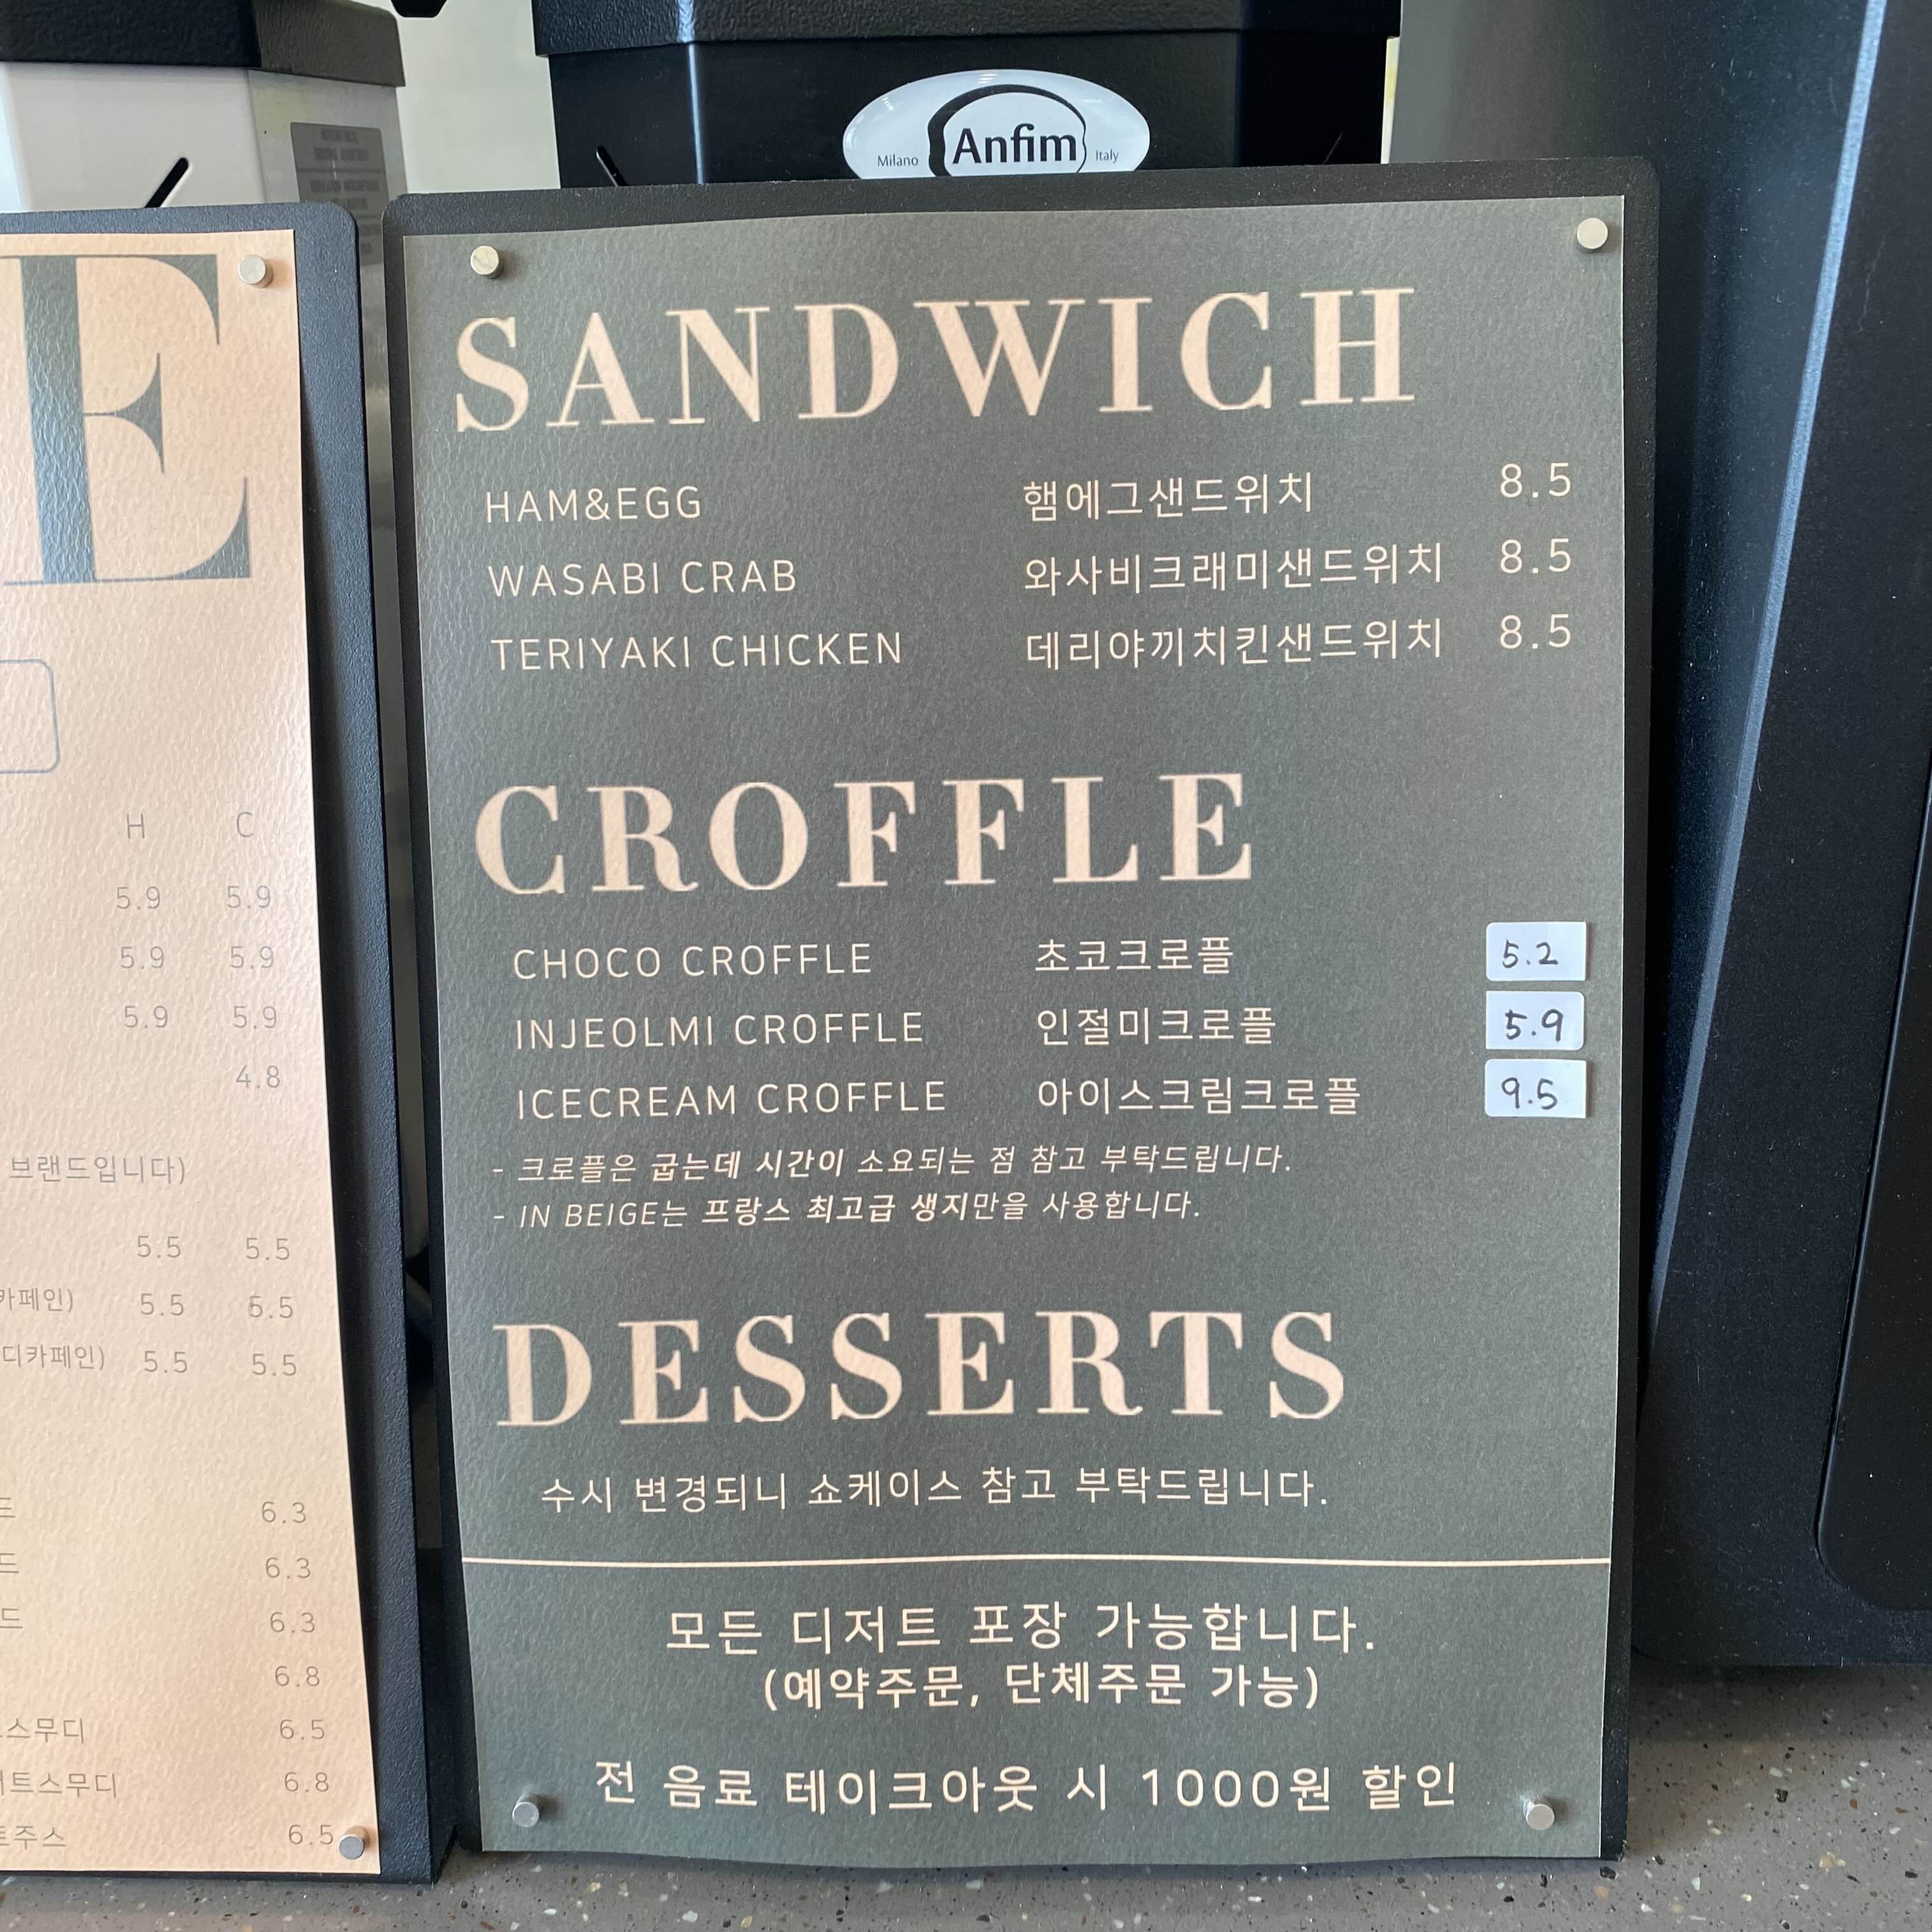 Milano Anfim Italy
E
H C
5.9 5.9
5.9 5.9
5.9 5.9
4.8
브랜드입니다)
5.5 5.5
카페인) 5.5 5.5
디카페인) 5.5 5.5
드 6.3
드 6.3
드 6.3
6.8
스무디 6.5
트스무디 6.8
주스 6.5
SANDWICH
HAM&EGG 햄에그샌드위치 8.5
WASABI CRAB 와사비크래미샌드위치 8.5
TERIYAKI CHICKEN 데리야끼치킨샌드위치 8.5
CROFFLE
CHOCO CROFFLE 초코크로플 5.2
INJEOLMI CROFFLE 인절미크로플 5.9
ICECREAM CROFFLE 아이스크림크로플 9.5
- 크로플은 굽는데 시간이 소요되는 점 참고 부탁드립니다.
- IN BEIGE는 프랑스 최고급 생지만을 사용합니다.
DESSERTS
수시 변경되니 쇼케이스 참고 부탁드립니다.
모든 디저트 포장 가능합니다.
(예약주문, 단체주문 가능)
전 음료 테이크아웃 시 1000원 할인